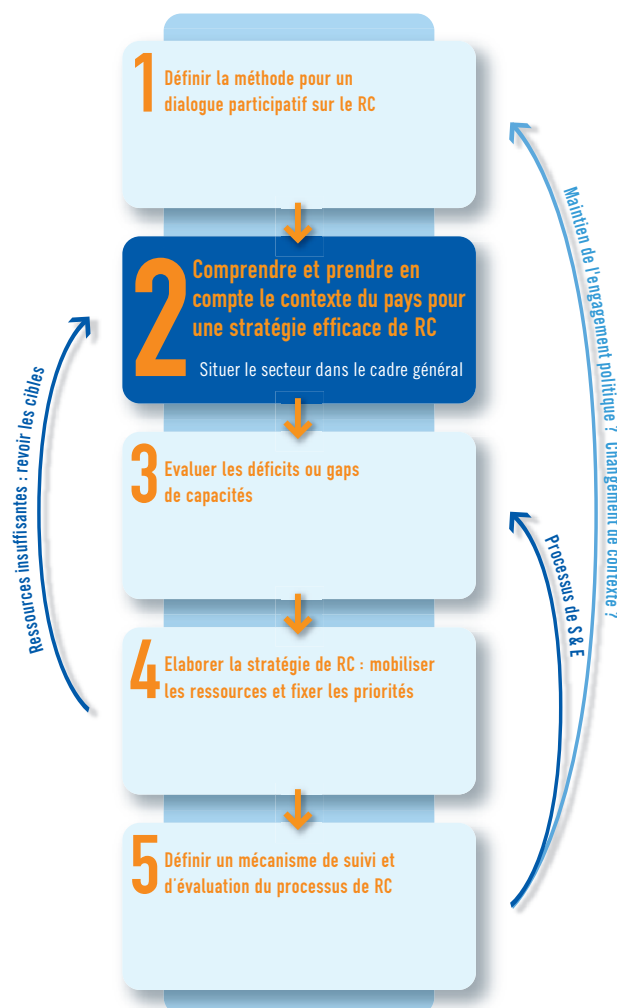 1 Définir la méthode pour un
dialogue participatif sur le RC
2 Comprendre et prendre en
compte le contexte du pays pour
une stratégie efficace de RC
Situer le secteur dans le cadre général
3 Evaluer les déficits ou gaps
de capacités
4 Elaborer la stratégie de RC : mobiliser
les ressources et fixer les priorités
5 Définir un mécanisme de suivi et
d'évaluation du processus de RC
Ressources insuffisantes : revoir les cibles
Maintien de l'engagement politique ? Changement de contexte ?
Processus de S & E